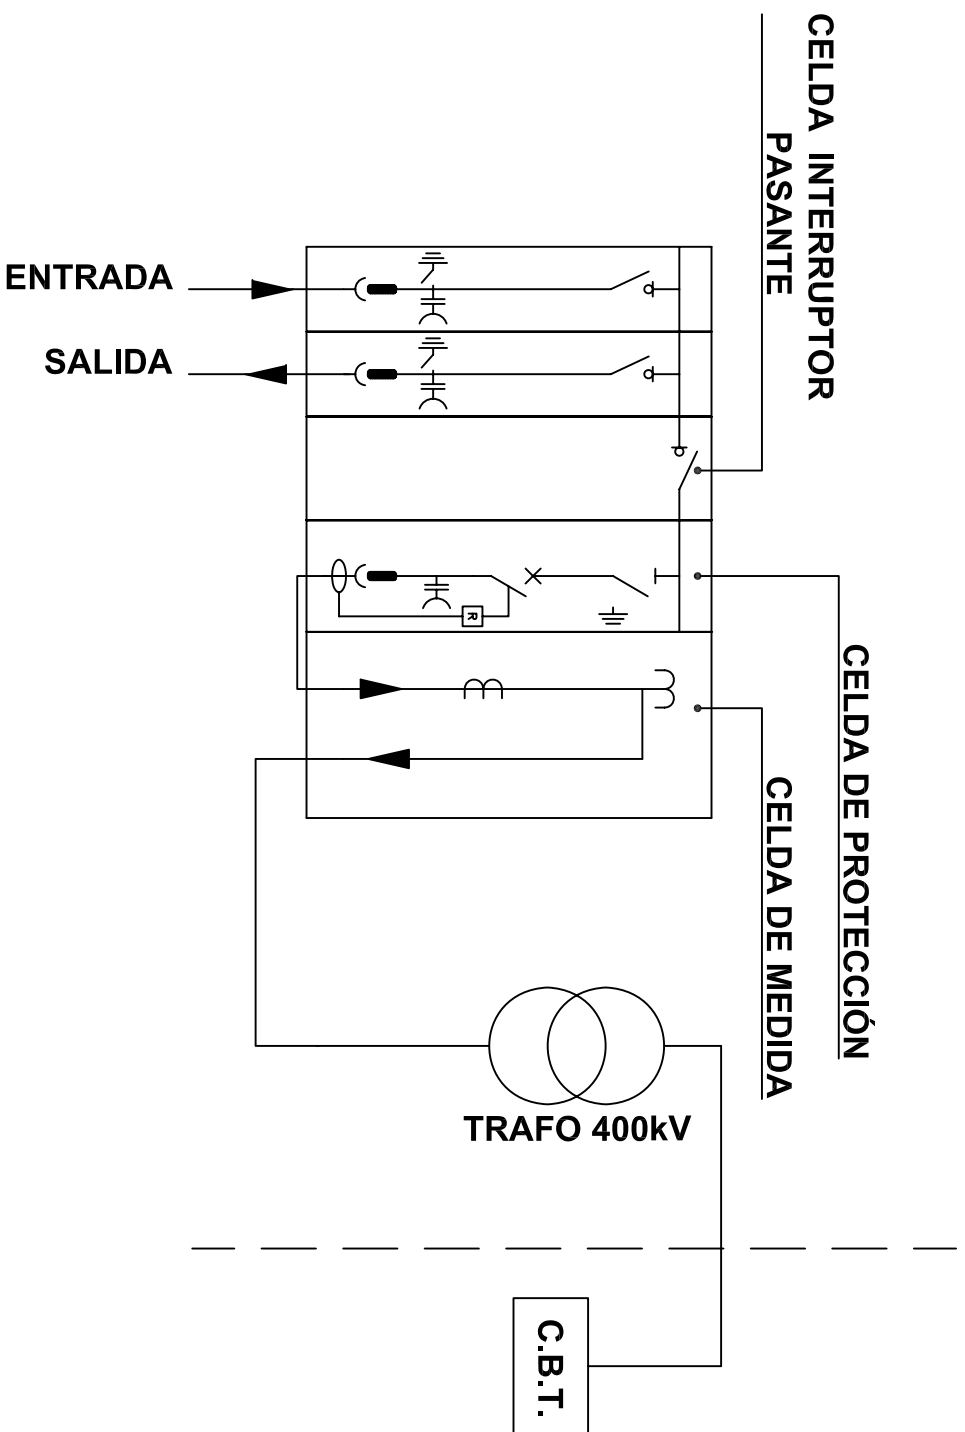 CELDA INTERRUPTOR
PASANTE
ENTRADA
SALIDA
R
CELDA DE PROTECCIÓN
CELDA DE MEDIDA
TRAFO 400kV
C.B.T.